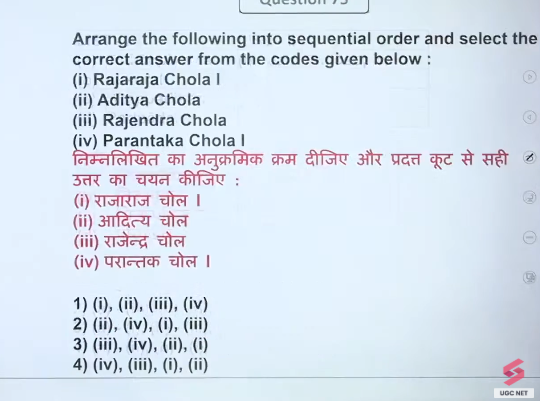 Question 75
Arrange the following into sequential order and select the
correct answer from the codes given below :
(i) Rajaraja Chola I
(ii) Aditya Chola
(iii) Rajendra Chola
(iv) Parantaka Chola I
निम्नलिखित का अनुक्रमिक क्रम दीजिए और प्रदत्त कूट से सही
उत्तर का चयन कीजिए :
(i) राजाराज चोल I
(ii) आदित्य चोल
(iii) राजेन्द्र चोल
(iv) परान्तक चोल I
1) (i), (ii), (iii), (iv)
2) (ii), (iv), (i), (iii)
3) (iii), (iv), (ii), (i)
4) (iv), (iii), (i), (ii)
UGC NET